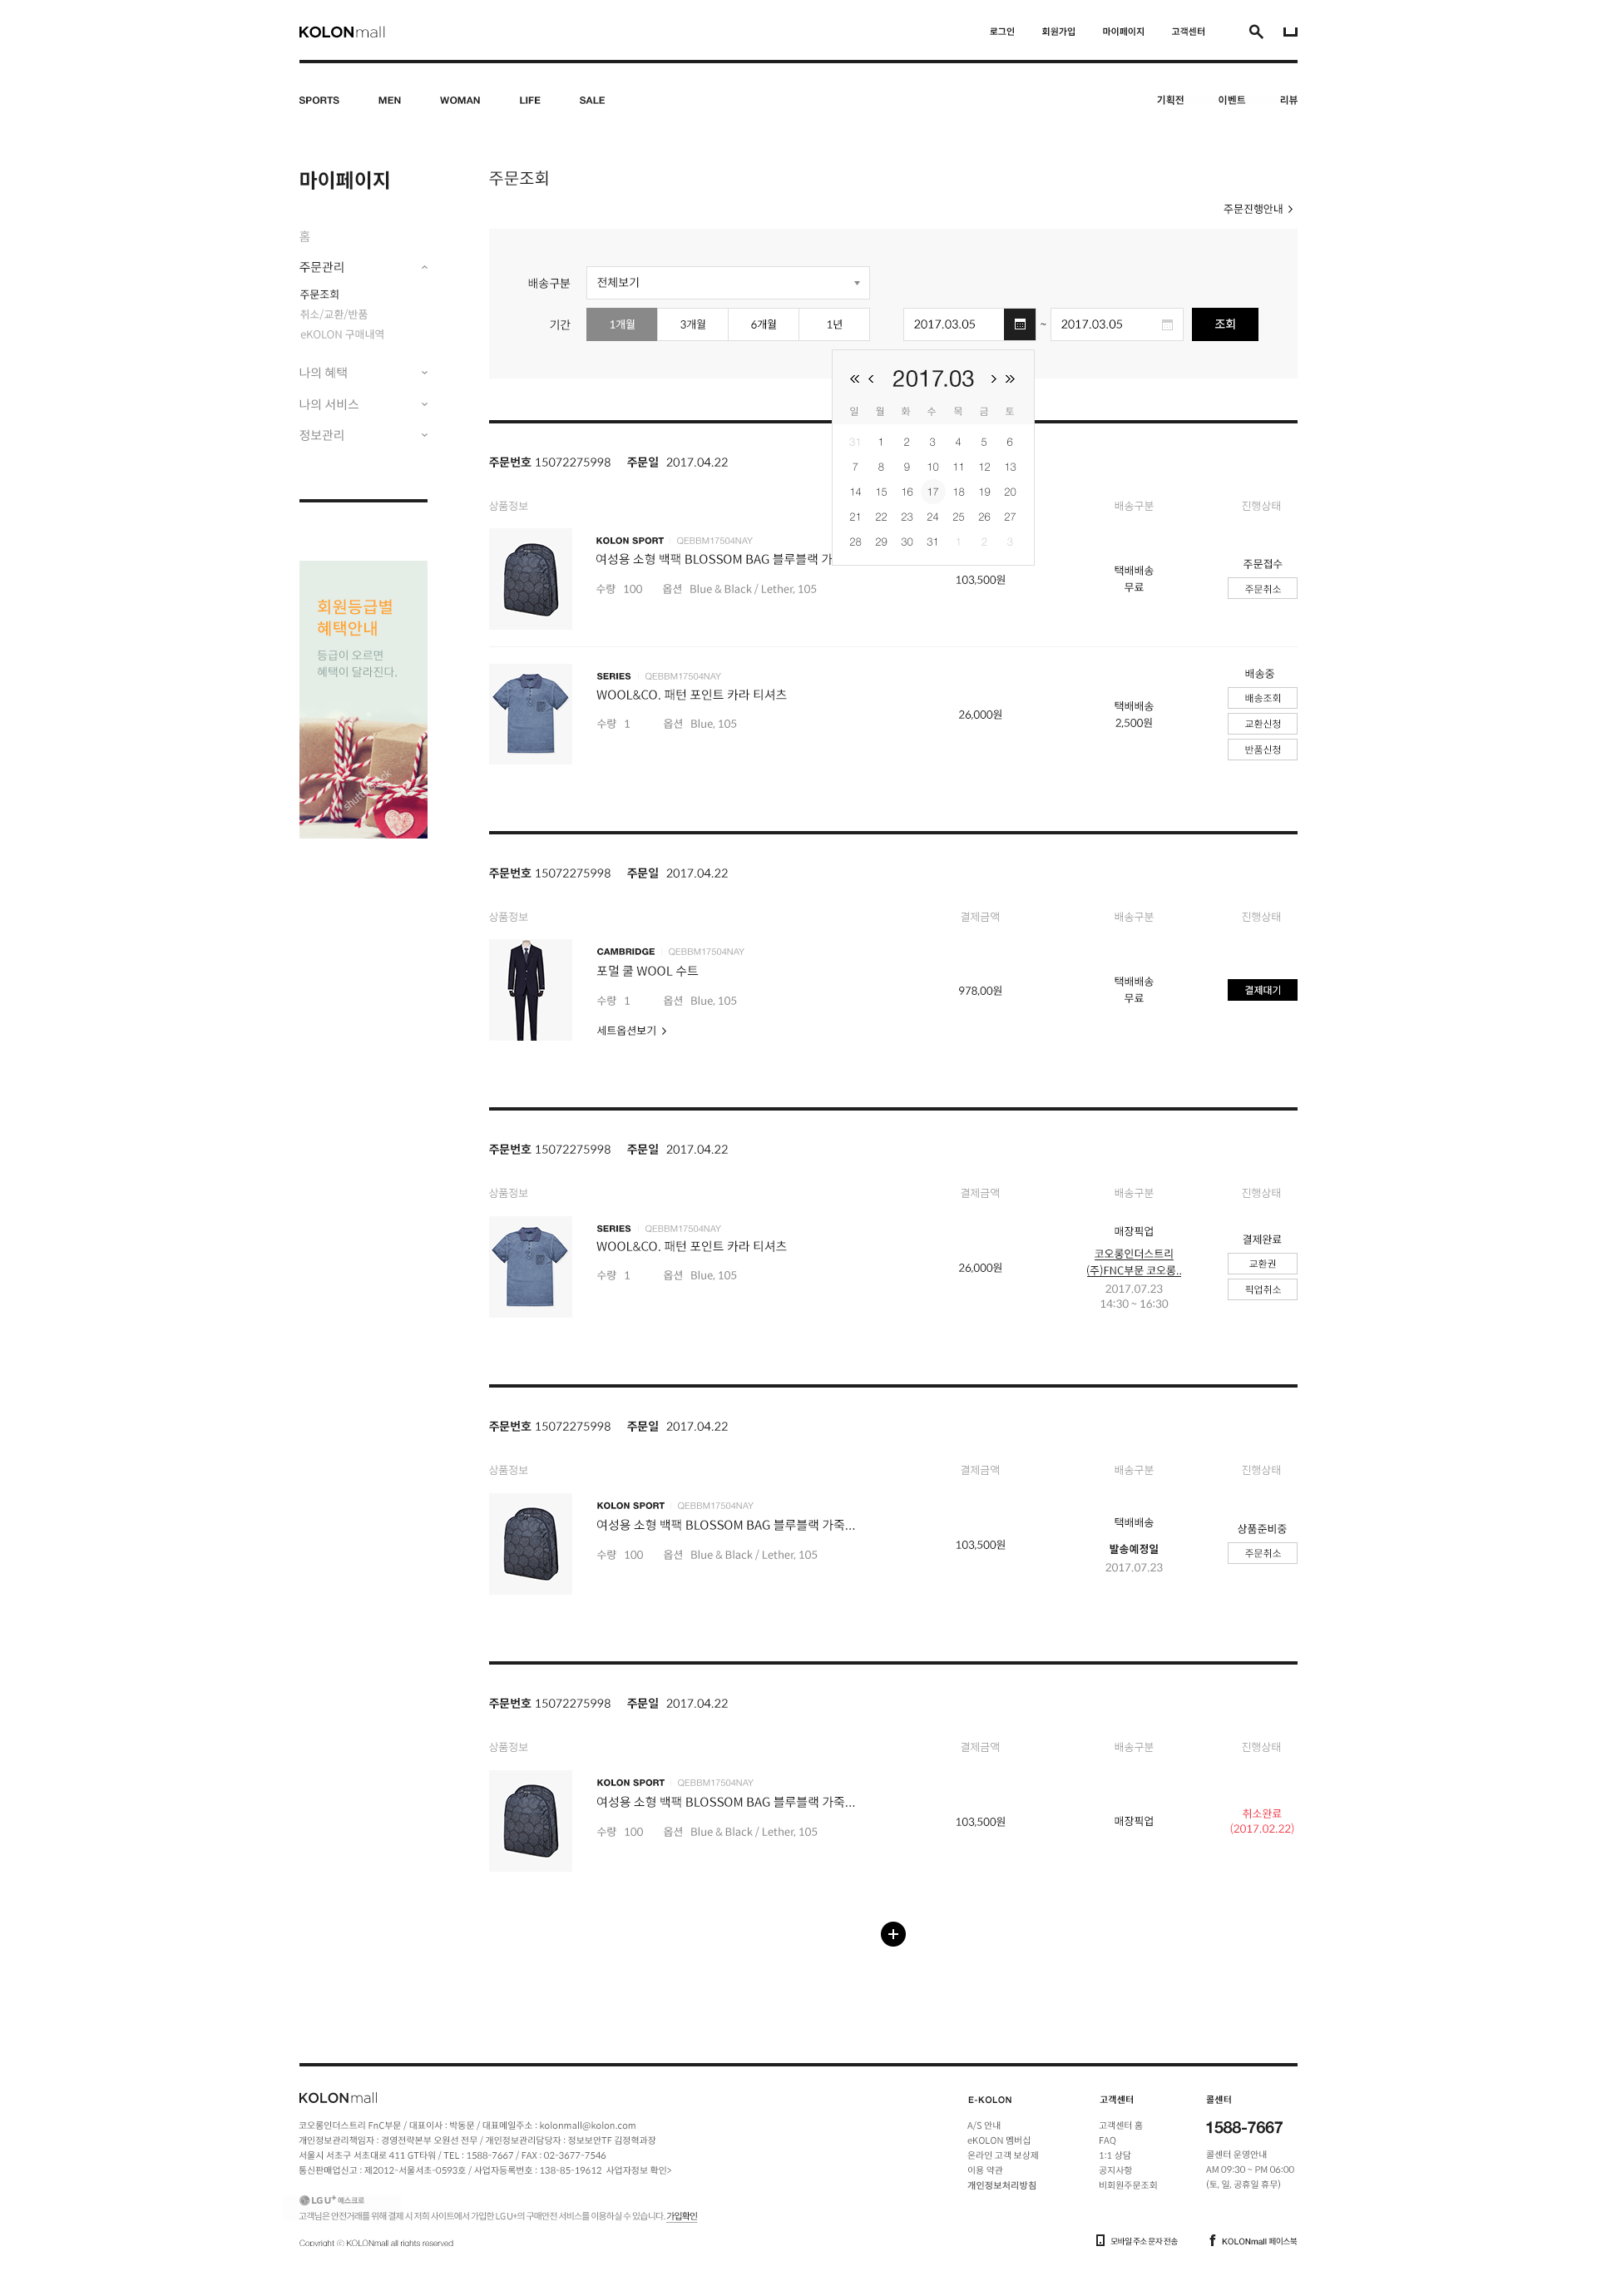 KOLONmall
로그인 회원가입 마이페이지 고객센터
SPORTS MEN WOMAN LIFE SALE 기획전 이벤트 리뷰
마이페이지
홈
주문관리
주문조회
취소/교환/반품
eKOLON 구매내역
나의 혜택
나의 서비스
정보관리
회원등급별
혜택안내
등급이 오르면
혜택이 달라진다.
shutterstock
주문조회
주문진행안내 >
배송구분 전체보기
기간 1개월 3개월 6개월 1년 2017.03.05 ~ 2017.03.05 조회
2017.03
일 월 화 수 목 금 토
31 1 2 3 4 5 6
7 8 9 10 11 12 13
14 15 16 17 18 19 20
21 22 23 24 25 26 27
28 29 30 31 1 2 3
주문번호 15072275998 주문일 2017.04.22
상품정보 배송구분 진행상태
KOLON SPORT QEBBM17504NAY
여성용 소형 백팩 BLOSSOM BAG 블루블랙 가
수량 100 옵션 Blue & Black / Lether, 105
103,500원
택배배송
무료
주문접수
주문취소
SERIES QEBBM17504NAY
WOOL&CO. 패턴 포인트 카라 티셔츠
수량 1 옵션 Blue, 105
26,000원
택배배송
2,500원
배송중
배송조회
교환신청
반품신청
주문번호 15072275998 주문일 2017.04.22
상품정보 결제금액 배송구분 진행상태
CAMBRIDGE QEBBM17504NAY
포멀 쿨 WOOL 수트
수량 1 옵션 Blue, 105
세트옵션보기 >
978,00원
택배배송
무료
결제대기
주문번호 15072275998 주문일 2017.04.22
상품정보 결제금액 배송구분 진행상태
SERIES QEBBM17504NAY
WOOL&CO. 패턴 포인트 카라 티셔츠
수량 1 옵션 Blue, 105
26,000원
매장픽업
코오롱인더스트리
(주)FNC부문 코오롱..
2017.07.23
14:30 ~ 16:30
결제완료
교환권
픽업취소
주문번호 15072275998 주문일 2017.04.22
상품정보 결제금액 배송구분 진행상태
KOLON SPORT QEBBM17504NAY
여성용 소형 백팩 BLOSSOM BAG 블루블랙 가죽...
수량 100 옵션 Blue & Black / Lether, 105
103,500원
택배배송
발송예정일
2017.07.23
상품준비중
주문취소
주문번호 15072275998 주문일 2017.04.22
상품정보 결제금액 배송구분 진행상태
KOLON SPORT QEBBM17504NAY
여성용 소형 백팩 BLOSSOM BAG 블루블랙 가죽...
수량 100 옵션 Blue & Black / Lether, 105
103,500원
매장픽업
취소완료
(2017.02.22)
KOLONmall
코오롱인더스트리 FnC부문 / 대표이사 : 박동문 / 대표메일주소 : kolonmall@kolon.com
개인정보관리책임자 : 경영전략본부 오원선 전무 / 개인정보관리담당자 : 정보보안TF 김정혁과장
서울시 서초구 서초대로 411 GT타워 / TEL : 1588-7667 / FAX : 02-3677-7546
통신판매업신고 : 제2012-서울서초-0593호 / 사업자등록번호 : 138-85-19612 사업자정보 확인>
LG U+ 에스크로
고객님은 안전거래를 위해 결제 시 저희 사이트에서 가입한 LG U+의 구매안전 서비스를 이용하실 수 있습니다. 가입확인
Copyright ⓒ KOLONmall all rights reserved
E-KOLON
A/S 안내
eKOLON 멤버십
온라인 고객 보상제
이용 약관
개인정보처리방침
고객센터
고객센터 홈
FAQ
1:1 상담
공지사항
비회원주문조회
콜센터
1588-7667
콜센터 운영안내
AM 09:30 ~ PM 06:00
(토, 일, 공휴일 휴무)
모바일 주소 문자 전송 KOLONmall 페이스북